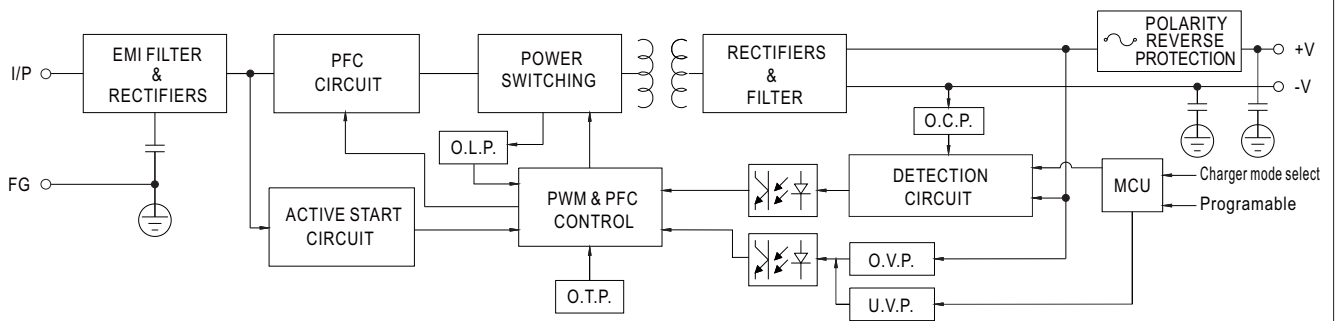 I/P
EMI FILTER
&
RECTIFIERS
PFC
CIRCUIT
POWER
SWITCHING
RECTIFIERS
&
FILTER
POLARITY
REVERSE
PROTECTION
+V
-V
O.L.P.
O.C.P.
FG
ACTIVE START
CIRCUIT
PWM & PFC
CONTROL
DETECTION
CIRCUIT
MCU
Charger mode select
Programable
O.T.P.
O.V.P.
U.V.P.